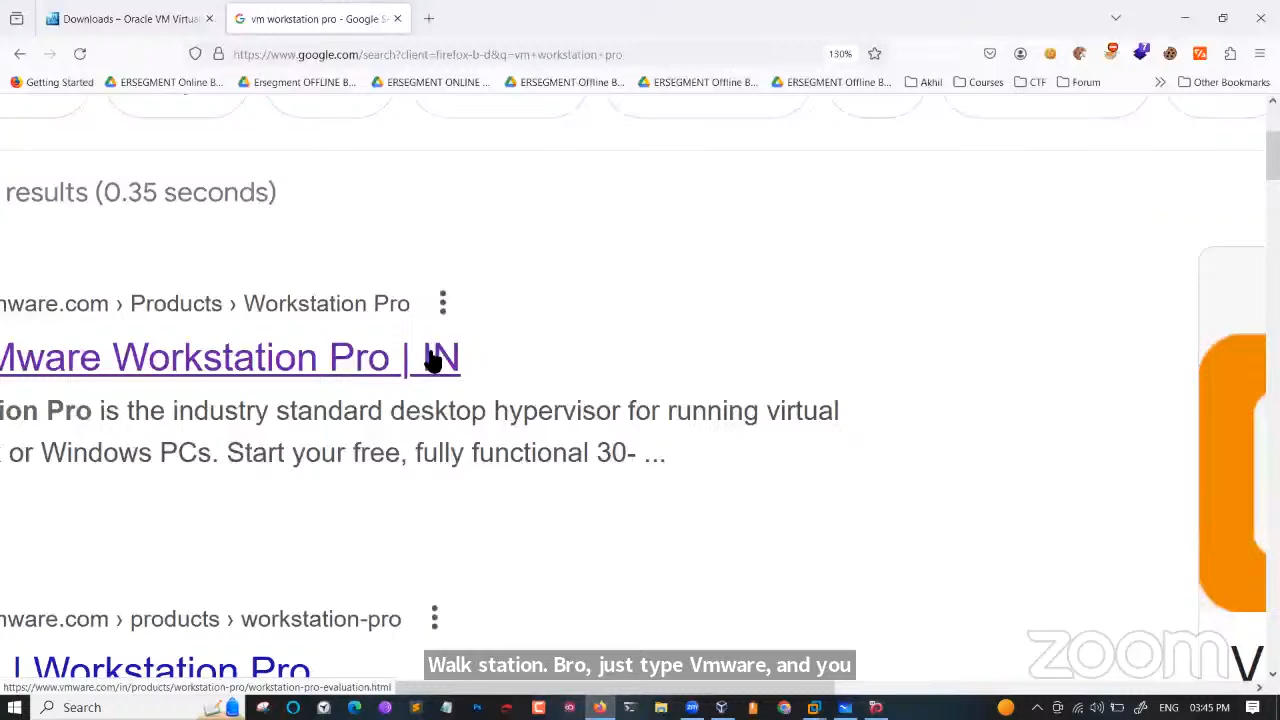 Downloads – Oracle VM Virtua
vm workstation pro - Google S
https://www.google.com/search?client=firefox-b-d&q=vm+workstation+pro
130%
Getting Started
ERSEGMENT Online B...
Ersegment OFFLINE B...
ERSEGMENT ONLINE ...
ERSEGMENT Offline B...
ERSEGMENT Offline B...
ERSEGMENT Offline B...
Akhil
Courses
CTF
Forum
Other Bookmarks
results (0.35 seconds)
mware.com › Products › Workstation Pro
Mware Workstation Pro | IN
ion Pro is the industry standard desktop hypervisor for running virtual
or Windows PCs. Start your free, fully functional 30- ...
mware.com › products › workstation-pro
| Workstation Pro
Walk station. Bro, just type Vmware, and you
zoom
V
https://www.vmware.com/in/products/workstation-pro/workstation-pro-evaluation.html
Search
ENG
03:45 PM